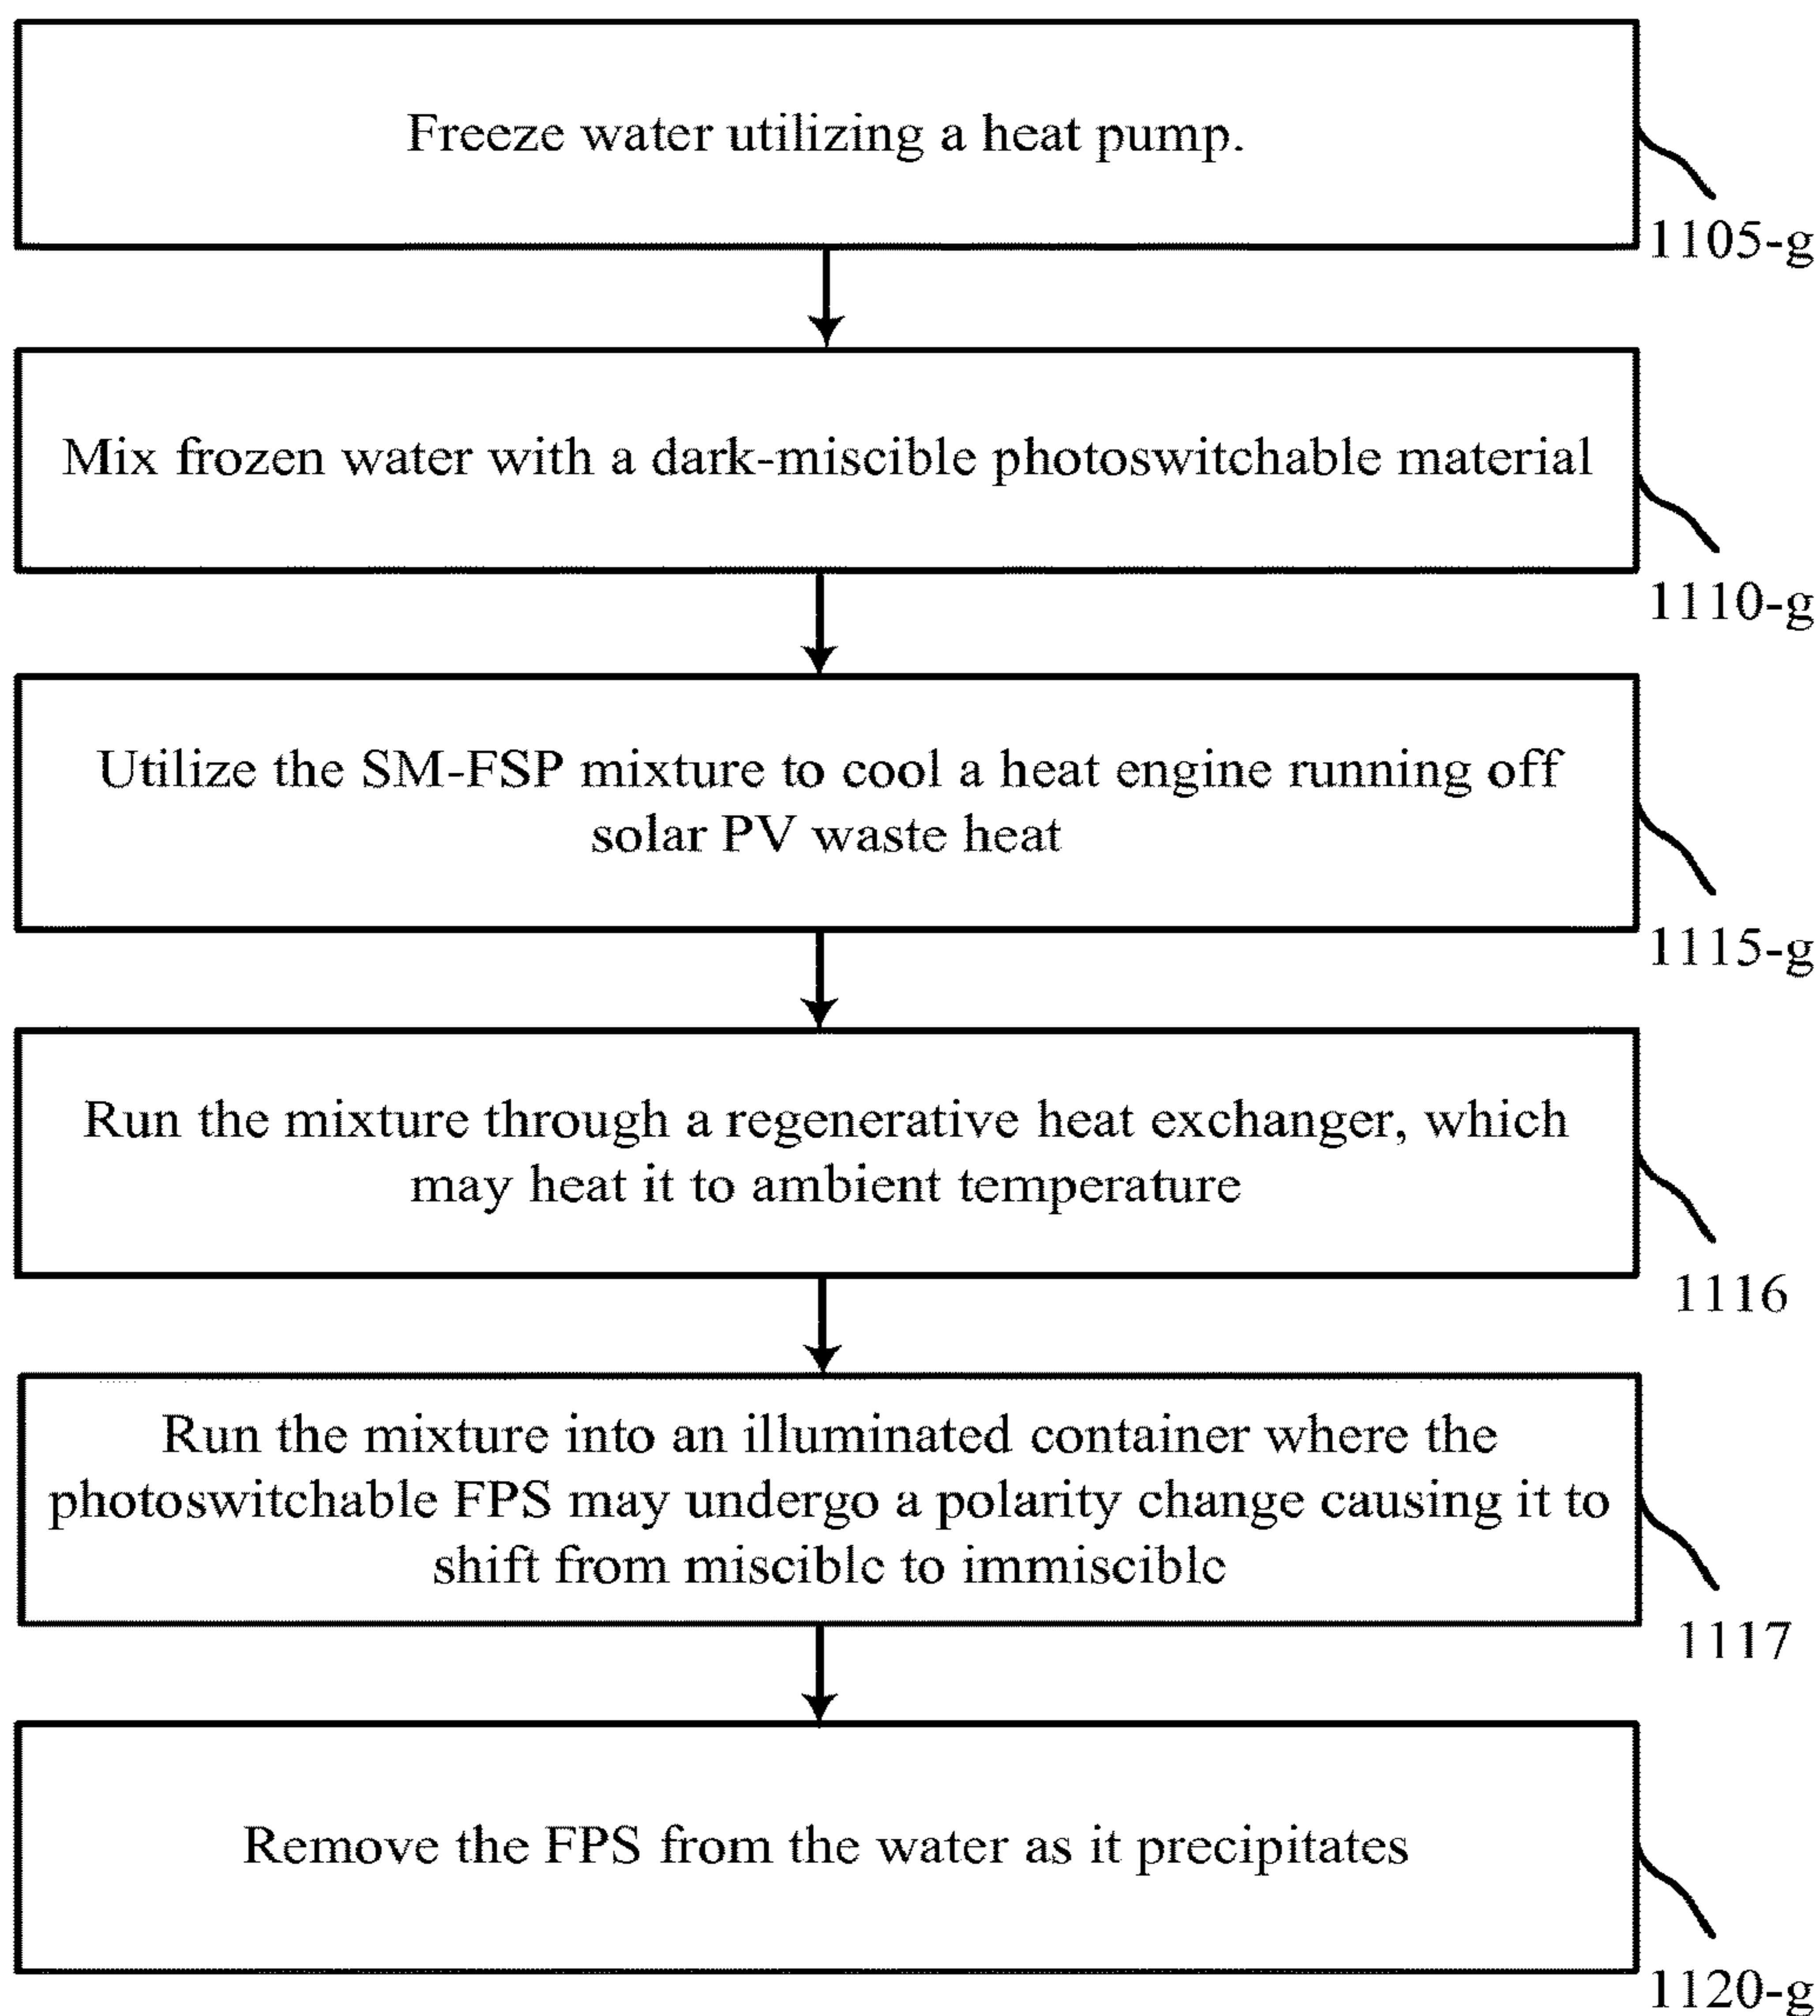 Freeze water utilizing a heat pump.
1105-g
Mix frozen water with a dark-miscible photoswitchable material
1110-g
Utilize the SM-FSP mixture to cool a heat engine running off
solar PV waste heat
1115-g
Run the mixture through a regenerative heat exchanger, which
may heat it to ambient temperature
1116
Run the mixture into an illuminated container where the
photoswitchable FPS may undergo a polarity change causing it to
shift from miscible to immiscible
1117
Remove the FPS from the water as it precipitates
1120-g